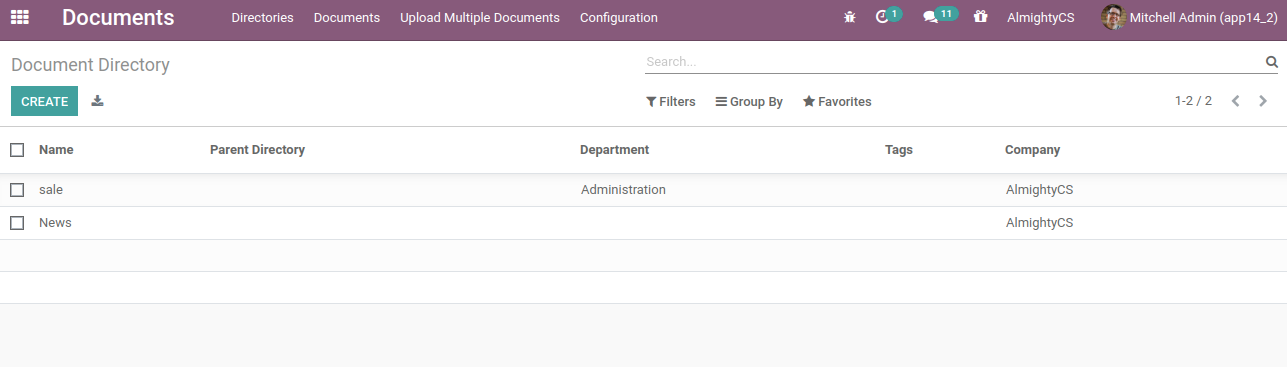 Documents Directories Documents Upload Multiple Documents Configuration 1 11 AlmightyCS Mitchell Admin (app14_2)
Document Directory Search...
CREATE Filters Group By Favorites 1-2 / 2
Name Parent Directory Department Tags Company
sale Administration AlmightyCS
News AlmightyCS